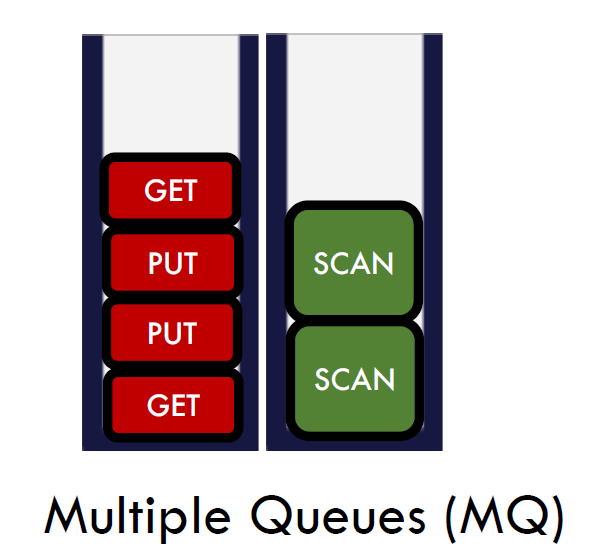 GET
PUT
PUT
GET
SCAN
SCAN
Multiple Queues (MQ)